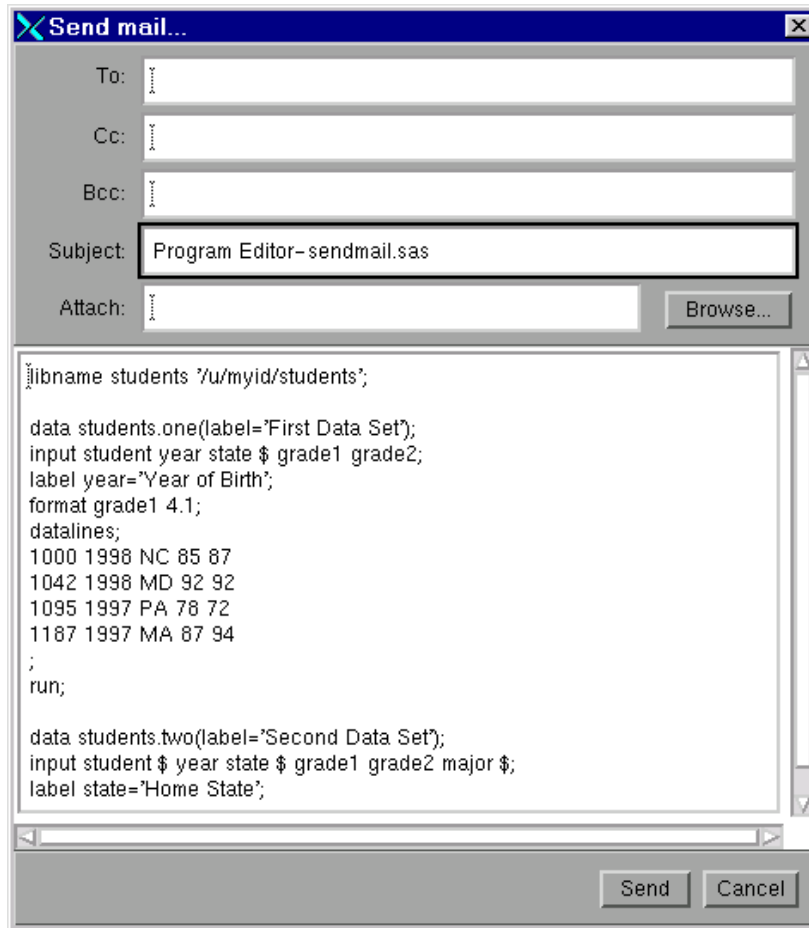 Send mail...
To:
Cc:
Bcc:
Subject: Program Editor-sendmail.sas
Attach: Browse...
libname students '/u/myid/students';
data students.one(label='First Data Set');
input student year state $ grade1 grade2;
label year='Year of Birth';
format grade1 4.1;
datalines;
1000 1998 NC 85 87
1042 1998 MD 92 92
1095 1997 PA 78 72
1187 1997 MA 87 94
;
run;
data students.two(label='Second Data Set');
input student $ year state $ grade1 grade2 major $;
label state='Home State';
Send Cancel